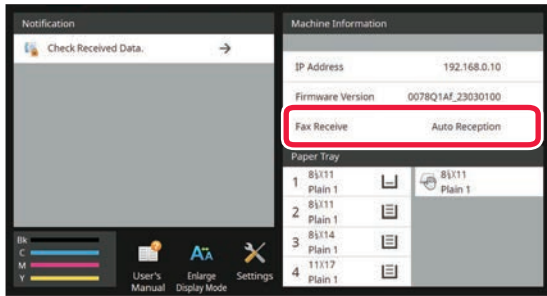 Notification
Check Received Data.
Bk
C
M
Y
User's
Manual
Enlarge
Display Mode
Settings
Machine Information
IP Address 192.168.0.10
Firmware Version 0078Q1Af_23030100
Fax Receive Auto Reception
Paper Tray
1 8½X11
Plain 1
2 8½X11
Plain 1
3 8½X14
Plain 1
4 11X17
Plain 1
8½X11
Plain 1